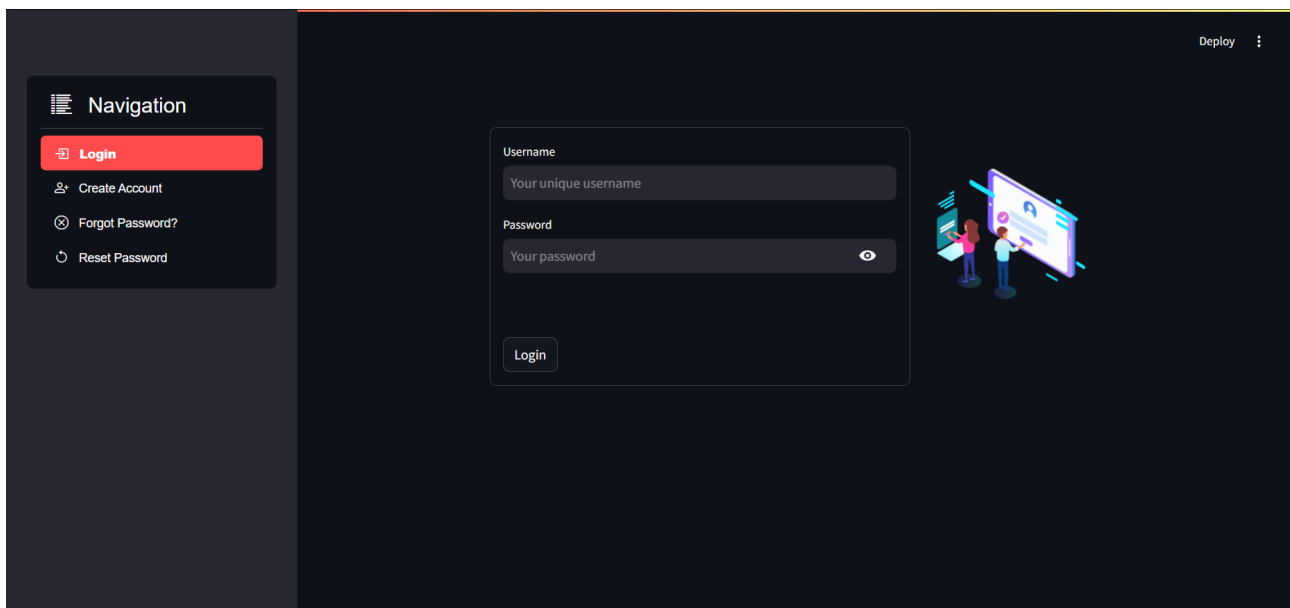 Deploy
Navigation
Login
Create Account
Forgot Password?
Reset Password
Username
Your unique username
Password
Your password
Login